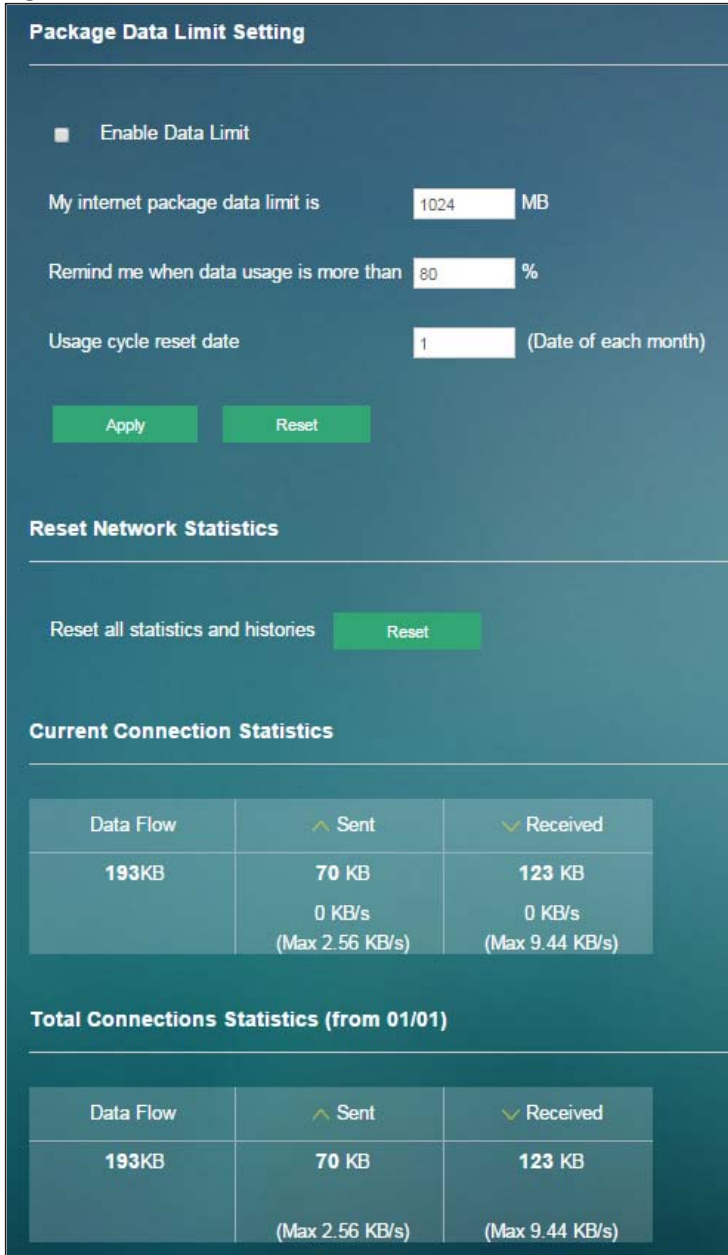 Package Data Limit Setting
Enable Data Limit
My internet package data limit is 1024 MB
Remind me when data usage is more than 80 %
Usage cycle reset date 1 (Date of each month)
Apply Reset
Reset Network Statistics
Reset all statistics and histories Reset
Current Connection Statistics
Data Flow Sent Received
193KB 70 KB 123 KB
0 KB/s 0 KB/s
(Max 2.56 KB/s) (Max 9.44 KB/s)
Total Connections Statistics (from 01/01)
Data Flow Sent Received
193KB 70 KB 123 KB
(Max 2.56 KB/s) (Max 9.44 KB/s)